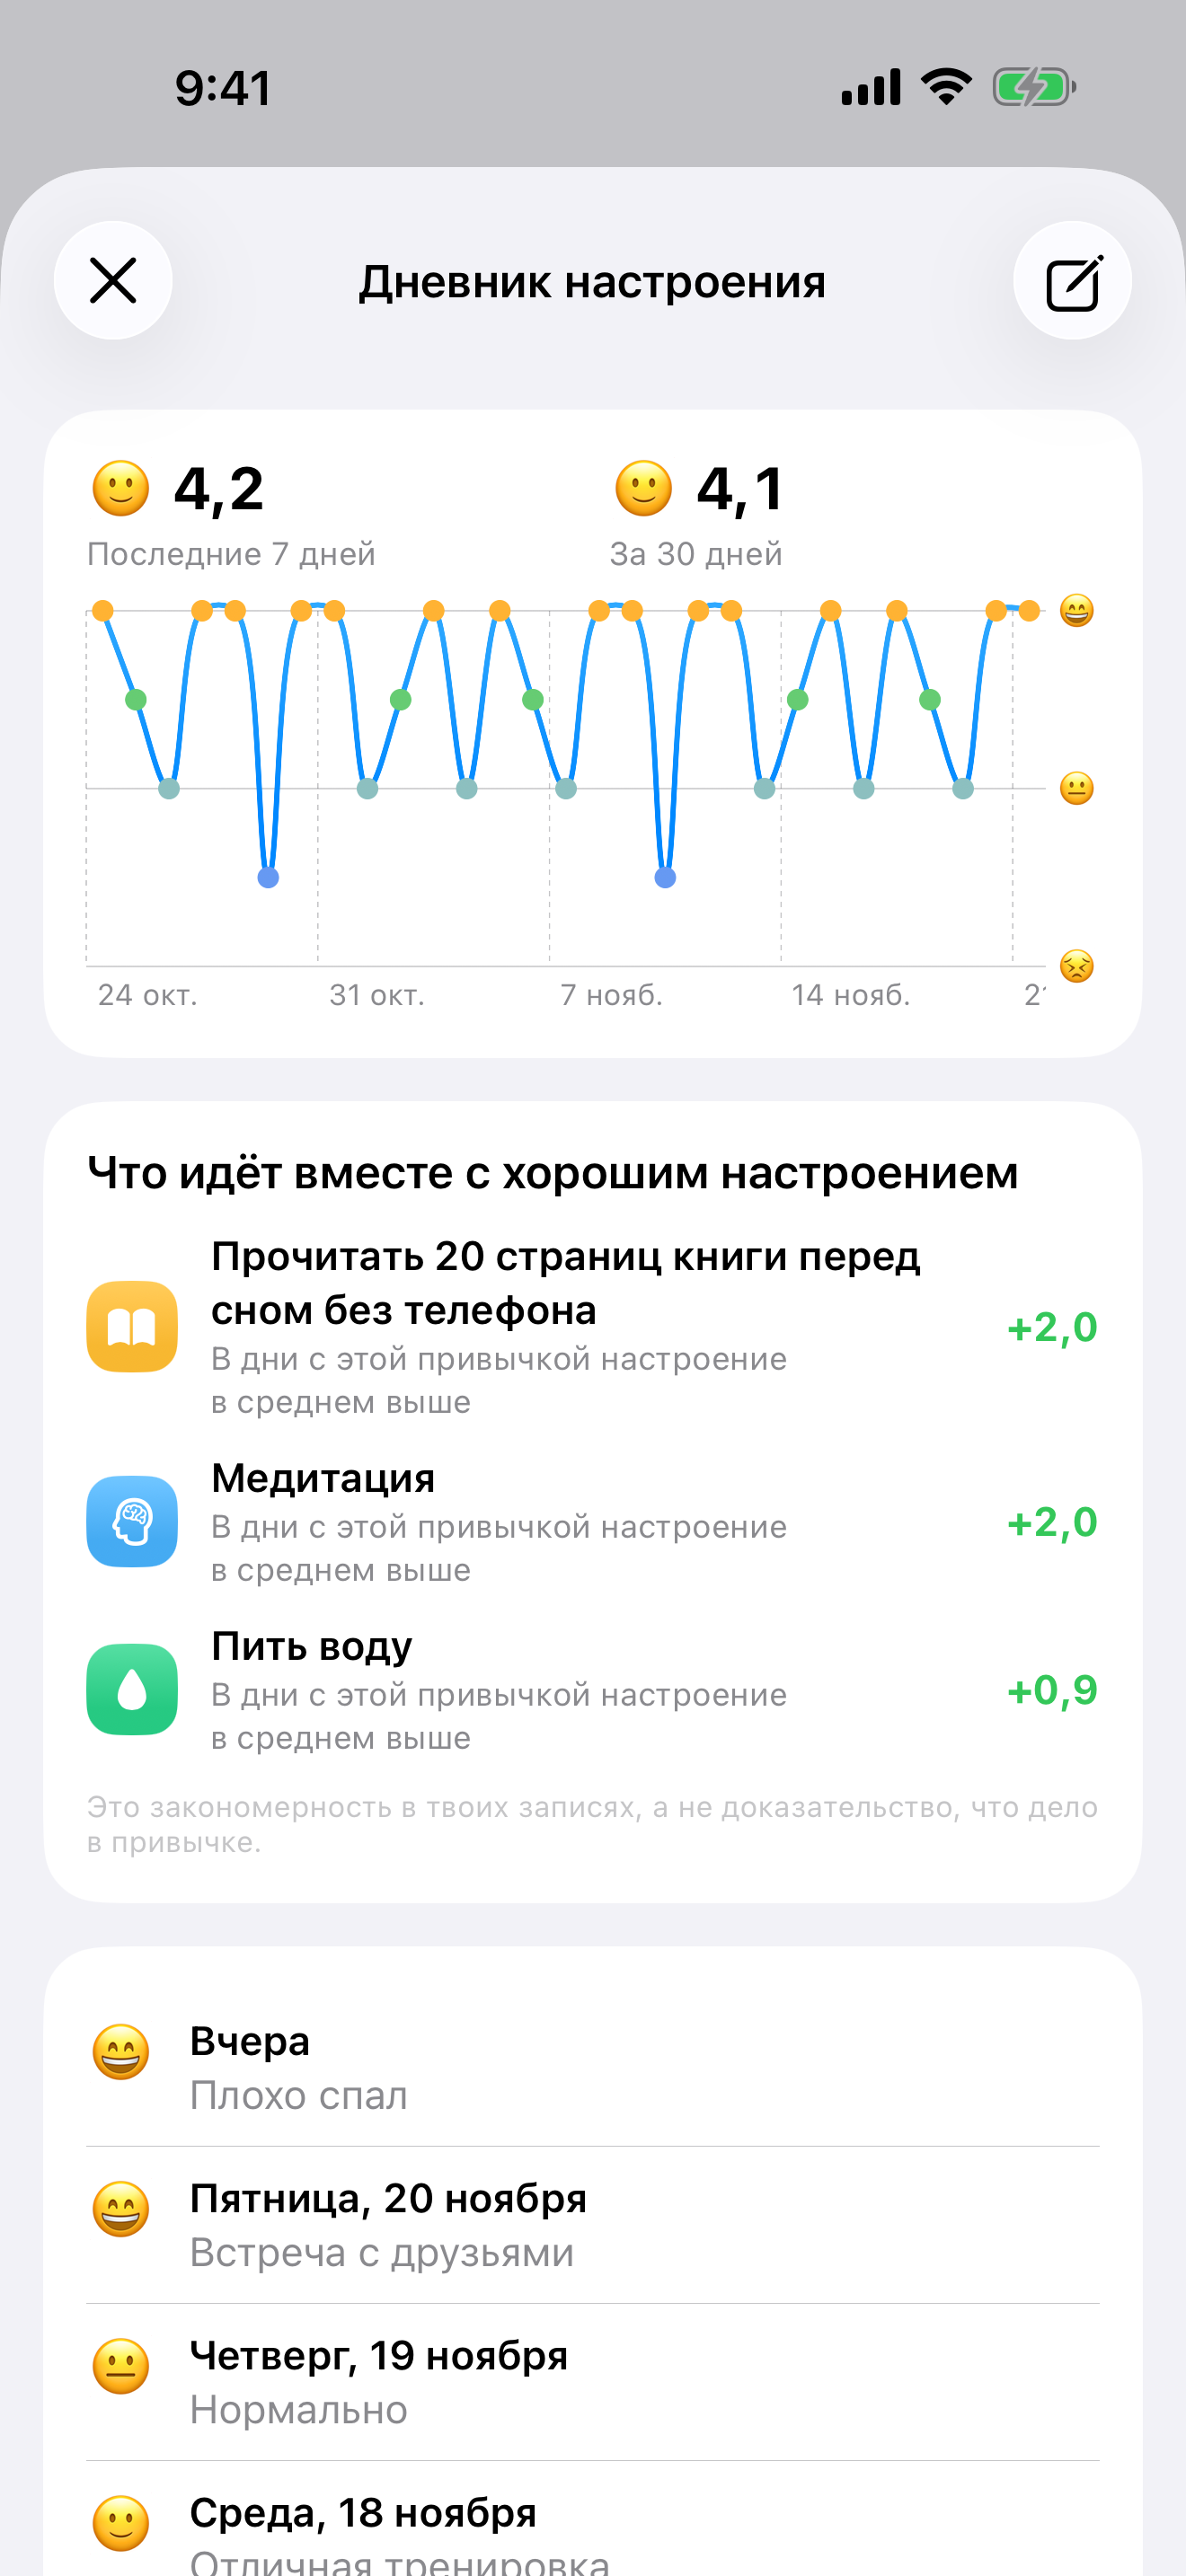 9:41
Дневник настроения
4,2
4,1
Последние 7 дней
За 30 дней
24 окт.
31 окт.
7 нояб.
14 нояб.
Что идёт вместе с хорошим настроением
Прочитать 20 страниц книги перед
сном без телефона
В дни с этой привычкой настроение
в среднем выше
+2,0
Медитация
В дни с этой привычкой настроение
в среднем выше
+2,0
Пить воду
В дни с этой привычкой настроение
в среднем выше
+0,9
Это закономерность в твоих записях, а не доказательство, что дело
в привычке.
Вчера
Плохо спал
Пятница, 20 ноября
Встреча с друзьями
Четверг, 19 ноября
Нормально
Среда, 18 ноября
Отличная тренировка